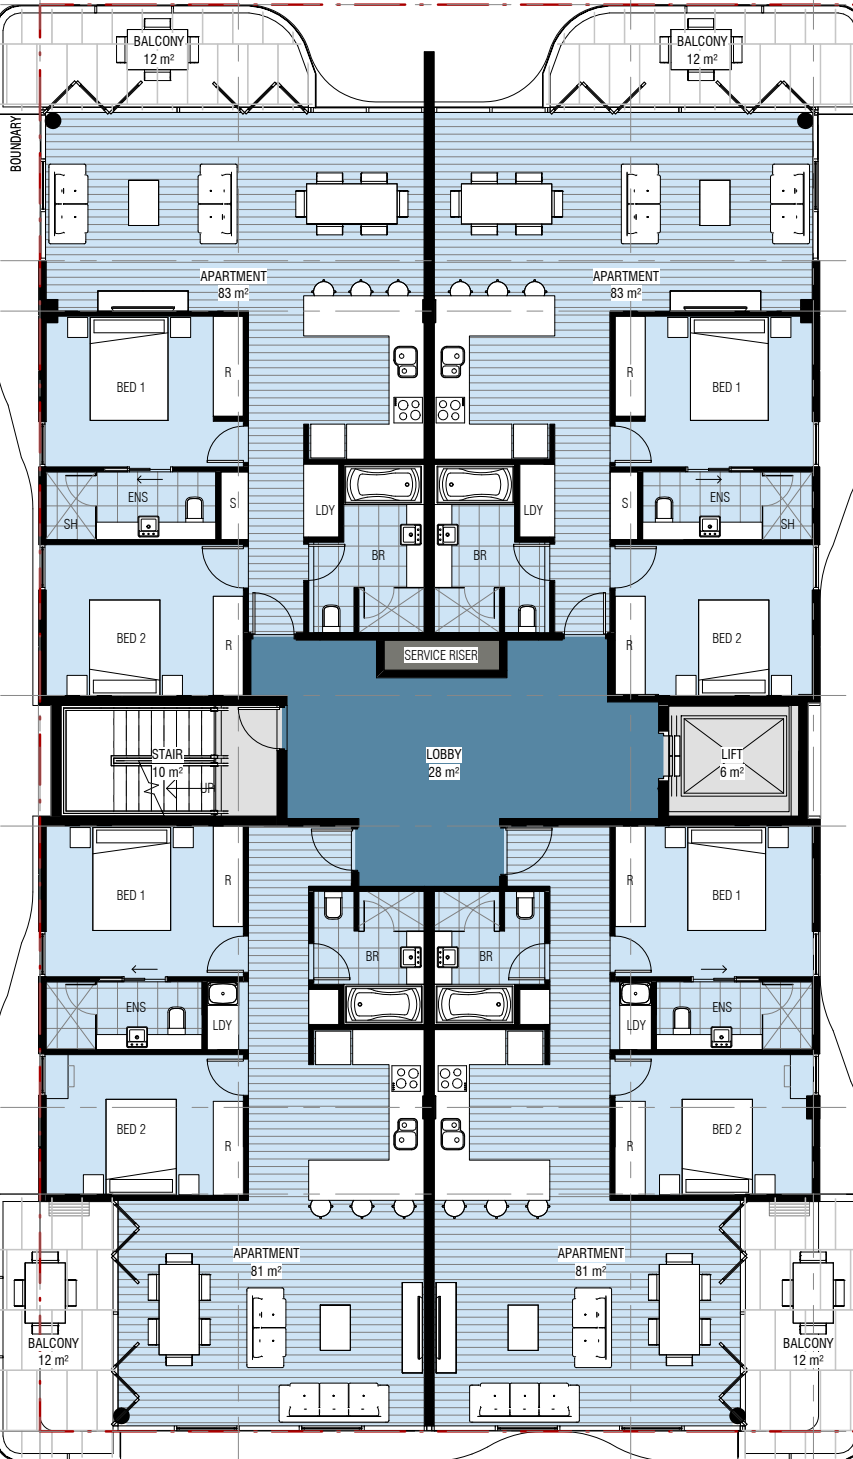 BALCONY
12 m²
BALCONY
12 m²
BOUNDARY
APARTMENT
83 m²
APARTMENT
83 m²
BED 1
R
R
BED 1
ENS
S
SH
LDY
LDY
S
ENS
SH
BR
BR
BED 2
R
R
BED 2
SERVICE RISER
STAIR
10 m²
UP
LOBBY
28 m²
LIFT
6 m²
BED 1
R
R
BED 1
BR
BR
ENS
LDY
LDY
ENS
BED 2
R
R
BED 2
APARTMENT
81 m²
APARTMENT
81 m²
BALCONY
12 m²
BALCONY
12 m²